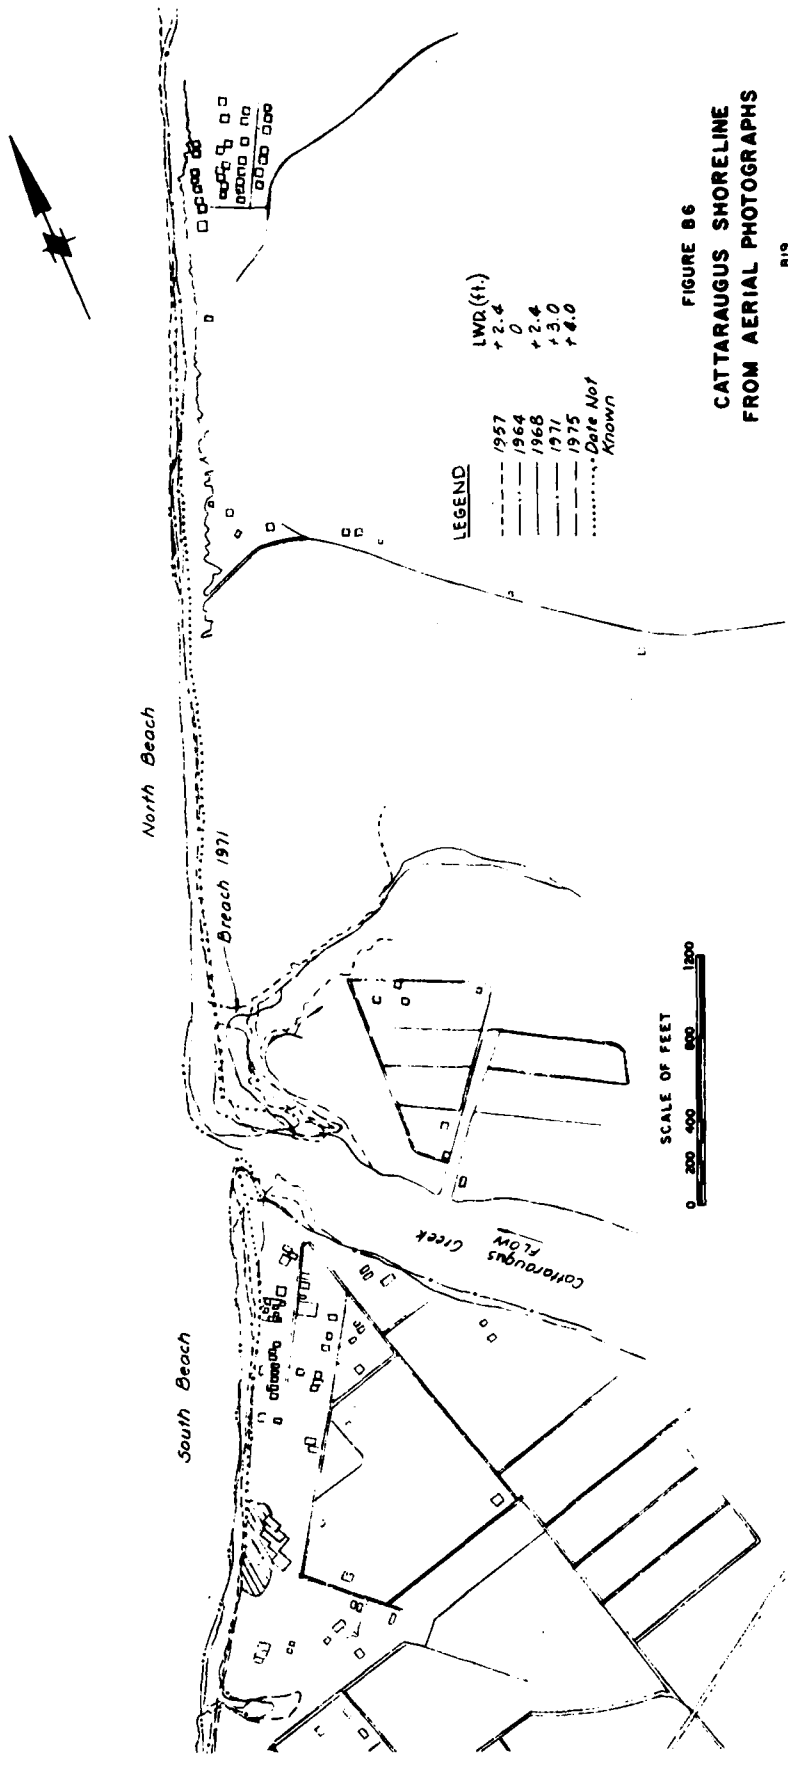 North Beach
Breach 1971
South Beach
Cattaraugus Creek
FLOW
LEGEND
LWD (ft.)
1957 +2.4
1964 0
1968 +2.4
1971 +3.0
1975 +4.0
Date Not
Known
SCALE OF FEET
0 200 400 800 1200
FIGURE B6
CATTARAUGUS SHORELINE
FROM AERIAL PHOTOGRAPHS
B19